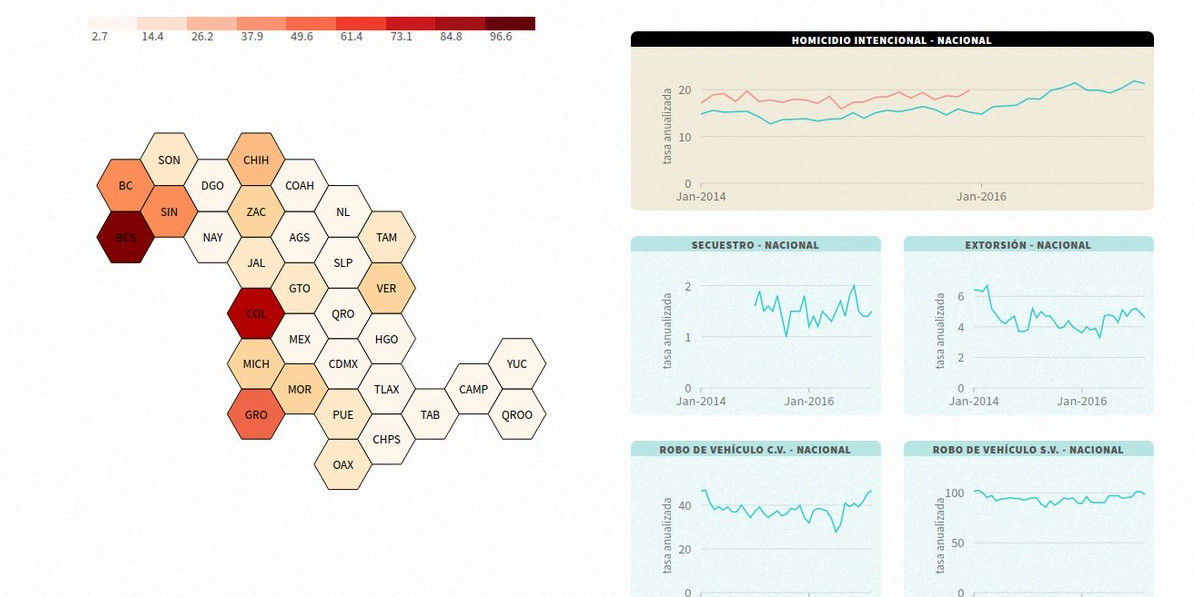 2.7 14.4 26.2 37.9 49.6 61.4 73.1 84.8 96.6
SON CHIH
BC DGO COAH
SIN ZAC NL
BCS NAY AGS TAM
JAL SLP
GTO VER
COL QRO
MEX HGO
MICH CDMX YUC
MOR TLAX CAMP
GRO PUE TAB QROO
CHPS
OAX
HOMICIDIO INTENCIONAL - NACIONAL
tasa anualizada
20
10
0
Jan-2014 Jan-2016
SECUESTRO - NACIONAL
tasa anualizada
2
1
0
Jan-2014 Jan-2016
EXTORSIÓN - NACIONAL
tasa anualizada
6
4
2
0
Jan-2014 Jan-2016
ROBO DE VEHÍCULO C.V. - NACIONAL
tasa anualizada
40
20
0
ROBO DE VEHÍCULO S.V. - NACIONAL
tasa anualizada
100
50
0